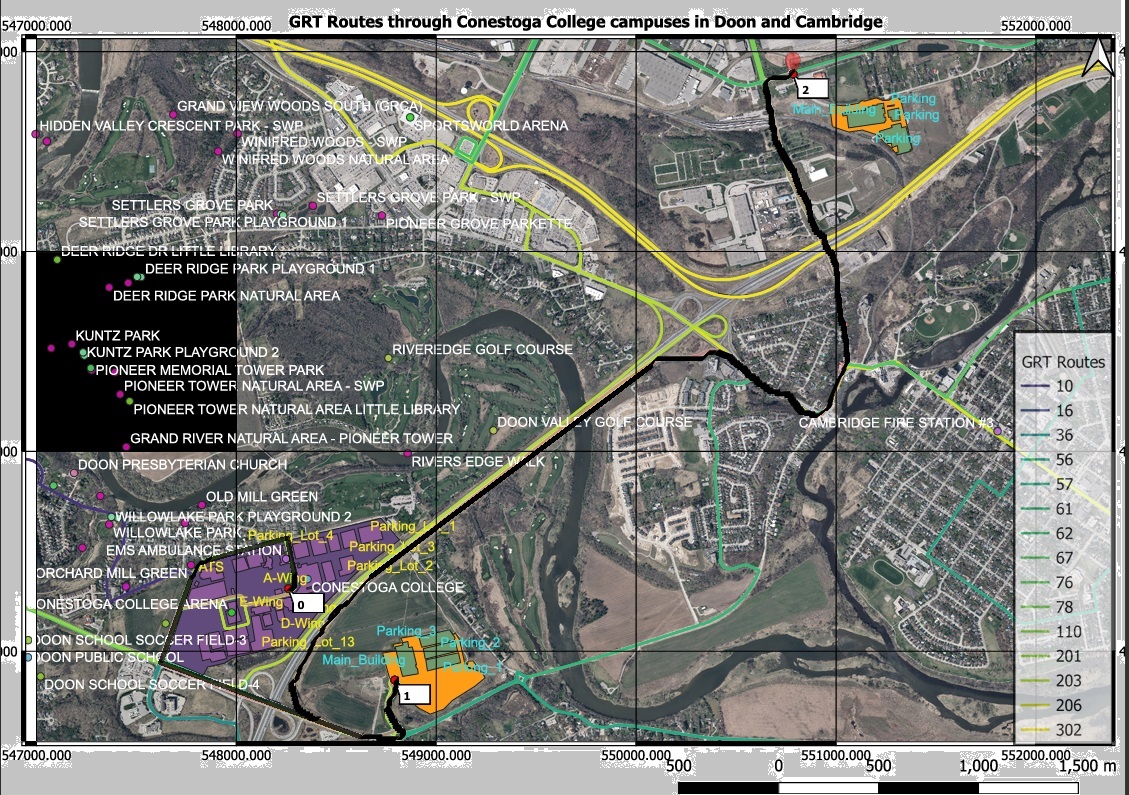 GRT Routes through Conestoga College campuses in Doon and Cambridge
547000.000
548000.000
552000.000
2
Main_Building
Parking
Parking
Parking
GRAND VIEW WOODS SOUTH (GRCA)
SPORTSWORLD ARENA
HIDDEN VALLEY CRESCENT PARK - SWP
WINIFRED WOODS - SWP
WINIFRED WOODS NATURAL AREA
SETTLERS GROVE PARK - SWP
SETTLERS GROVE PARK
SETTLERS GROVE PARK PLAYGROUND 1
PIONEER GROVE PARKETTE
DEER RIDGE DR LITTLE LIBRARY
DEER RIDGE PARK PLAYGROUND 1
DEER RIDGE PARK NATURAL AREA
KUNTZ PARK
KUNTZ PARK PLAYGROUND 2
RIVEREDGE GOLF COURSE
PIONEER MEMORIAL TOWER PARK
PIONEER TOWER NATURAL AREA - SWP
PIONEER TOWER NATURAL AREA LITTLE LIBRARY
DOON VALLEY GOLF COURSE
CAMBRIDGE FIRE STATION #3
GRAND RIVER NATURAL AREA - PIONEER TOWER
DOON PRESBYTERIAN CHURCH
RIVERS EDGE WALK
OLD MILL GREEN
WILLOWLAKE PARK PLAYGROUND 2
WILLOWLAKE PARK
Parking_Lot_1
Parking_Lot_4
EMS AMBULANCE STATION
Parking_Lot_3
ATS
Parking_Lot_2
ORCHARD MILL GREEN
A-Wing
CONESTOGA COLLEGE
ONESTOGA COLLEGE ARENA
E-Wing
0
D-Wing
Parking_3
DOON SCHOOL SOCCER FIELD-3
Parking_Lot_13
Parking_2
DOON PUBLIC SCHOOL
Main_Building
Parking_1
DOON SCHOOL SOCCER FIELD-4
1
GRT Routes
10
16
36
56
57
61
62
67
76
78
110
201
203
206
302
547000.000
548000.000
549000.000
550000.000
551000.000
552000.000
500
0
500
1,000
1,500 m